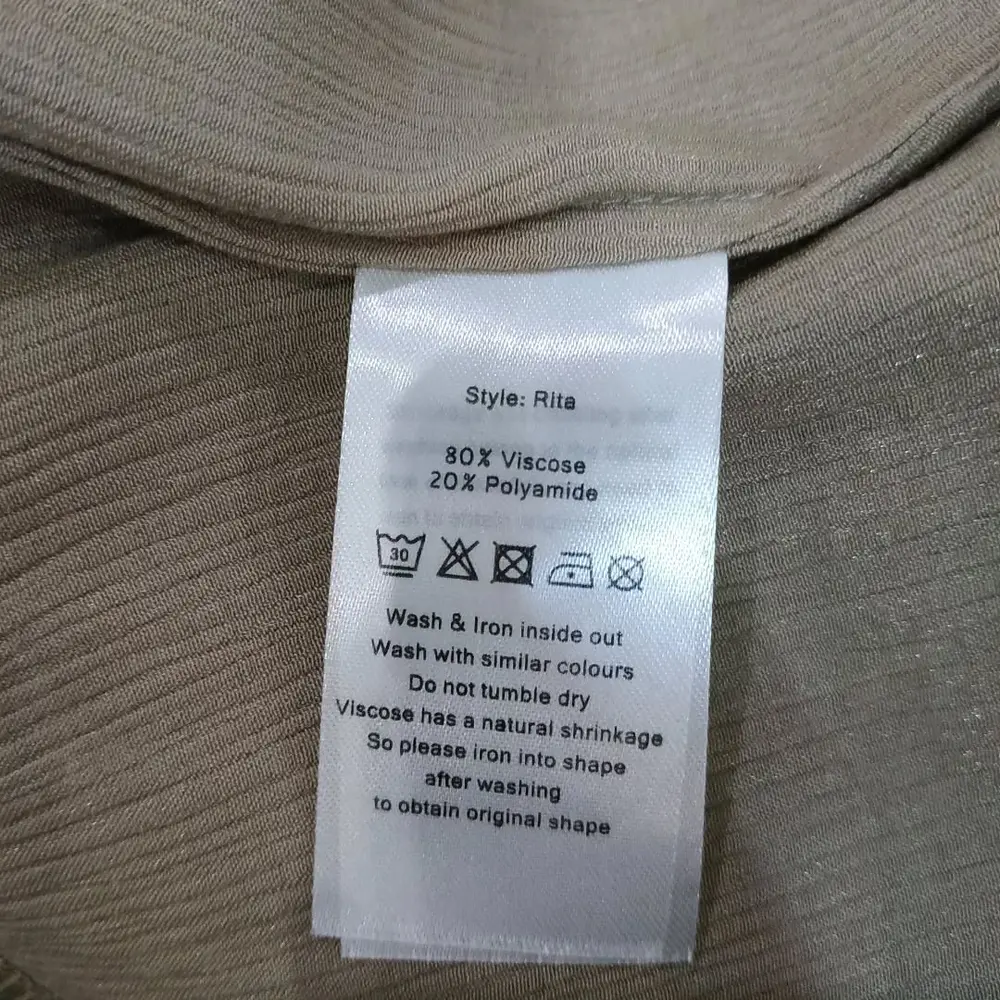 Style: Rita
80% Viscose
20% Polyamide
30
Wash & Iron inside out
Wash with similar colours
Do not tumble dry
Viscose has a natural shrinkage
So please iron into shape
after washing
to obtain original shape